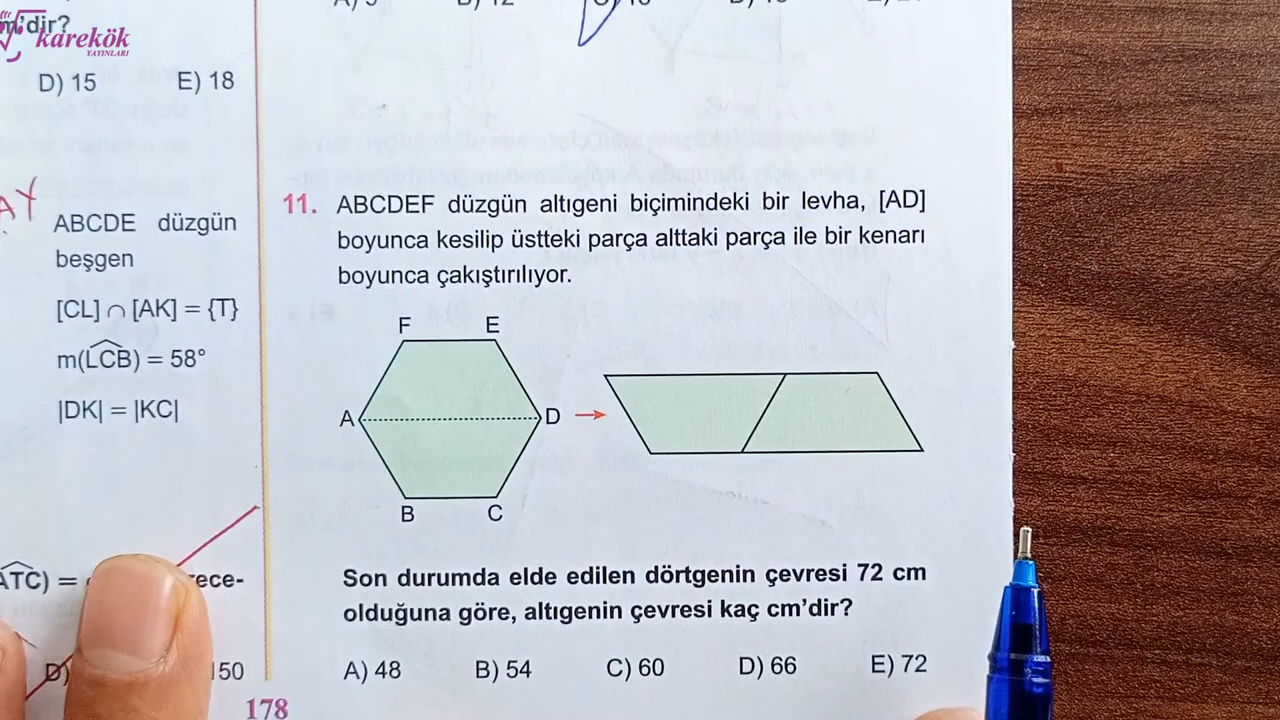 m'dir?
karekök
YAYINLARI
D) 15
E) 18
ABCDE düzgün
beşgen
[CL] ∩ [AK] = {T}
m(LCB) = 58°
|DK| = |KC|
ATC) =
ece-
D)
150
178
11. ABCDEF düzgün altıgeni biçimindeki bir levha, [AD]
boyunca kesilip üstteki parça alttaki parça ile bir kenarı
boyunca çakıştırılıyor.
F
E
A
D
B
C
Son durumda elde edilen dörtgenin çevresi 72 cm
olduğuna göre, altıgenin çevresi kaç cm'dir?
A) 48
B) 54
C) 60
D) 66
E) 72